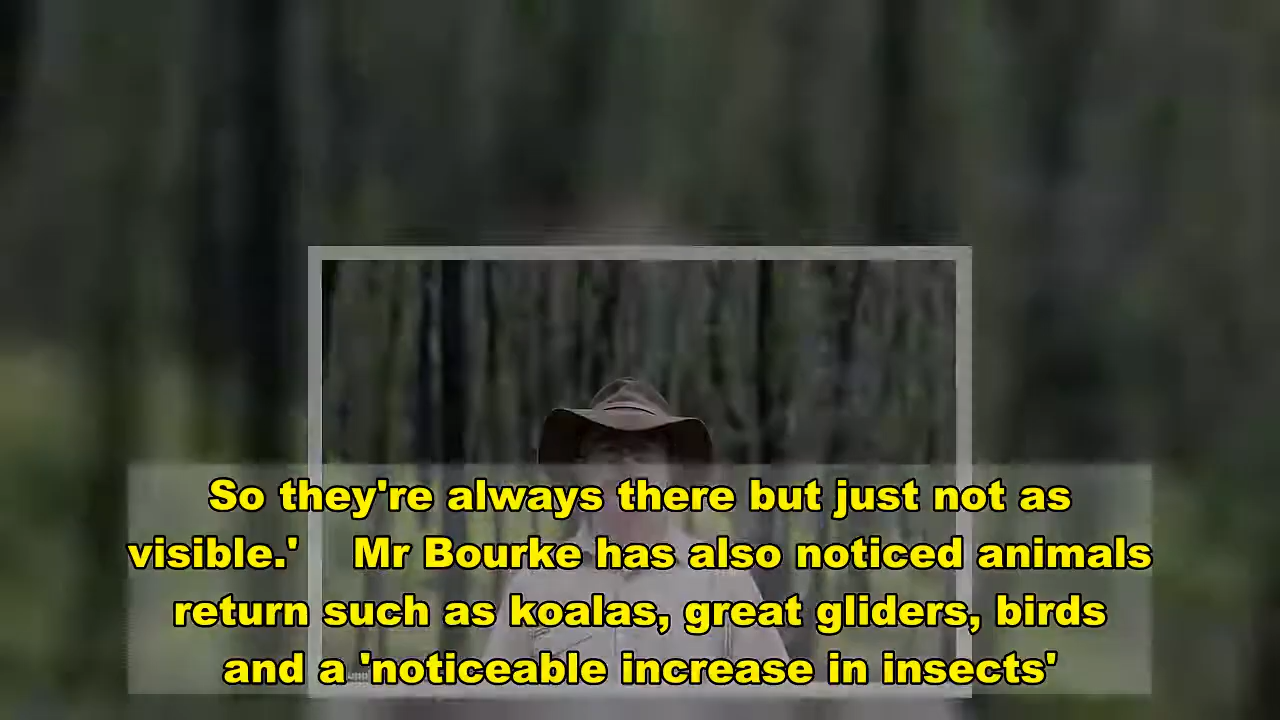 So they're always there but just not as
visible.' Mr Bourke has also noticed animals
return such as koalas, great gliders, birds
and a 'noticeable increase in insects'